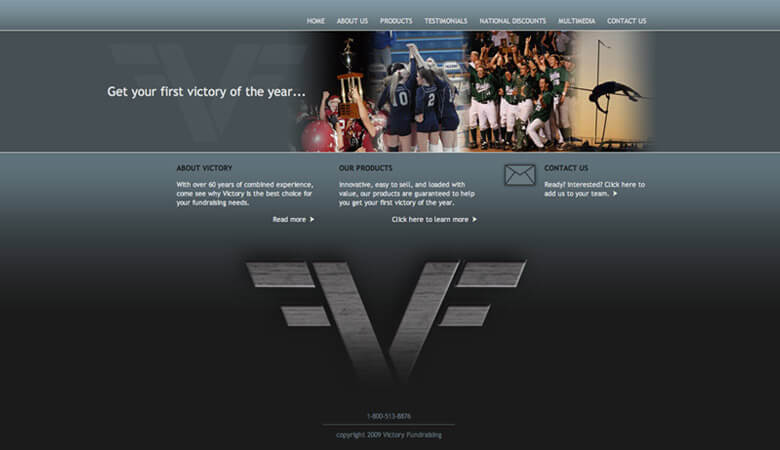 HOME ABOUT US PRODUCTS TESTIMONIALS NATIONAL DISCOUNTS MULTIMEDIA CONTACT US
Get your first victory of the year...
10 2
ABOUT VICTORY
With over 60 years of combined experience,
come see why Victory is the best choice for
your fundraising needs.
Read more
OUR PRODUCTS
Innovative, easy to sell, and loaded with
value, our products are guaranteed to help
you get your first victory of the year.
Click here to learn more
CONTACT US
Ready? Interested? Click here to
add us to your team.
1-800-513-8876
copyright 2009 Victory Fundraising